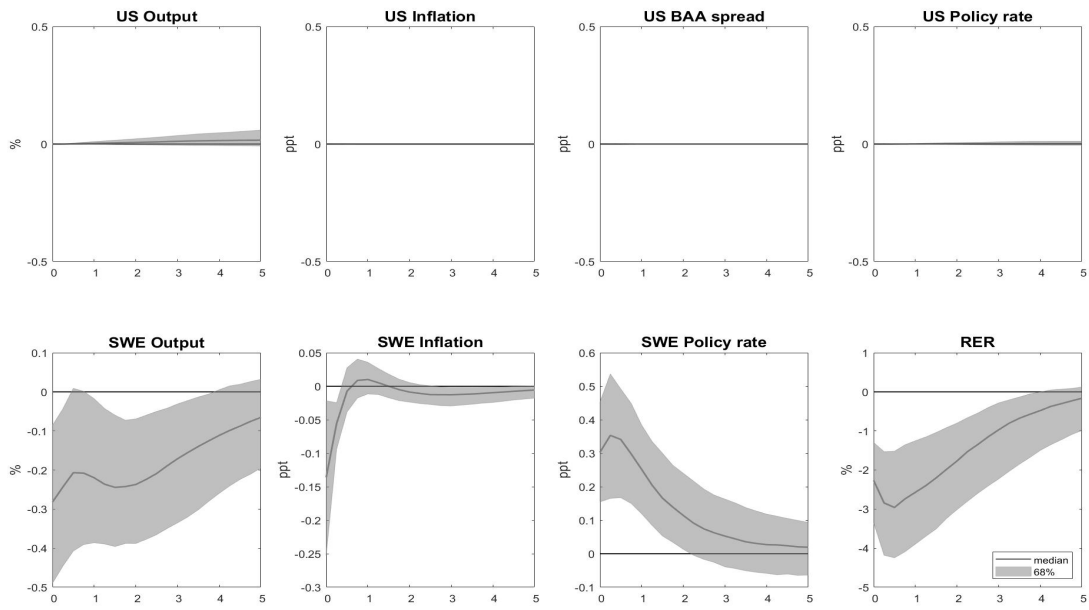 US Output
US Inflation
US BAA spread
US Policy rate
0.5
0
-0.5
%
0 1 2 3 4 5
0.5
0
-0.5
ppt
0 1 2 3 4 5
0.5
0
-0.5
ppt
0 1 2 3 4 5
0.5
0
-0.5
ppt
0 1 2 3 4 5
SWE Output
SWE Inflation
SWE Policy rate
RER
0.1
0
-0.1
-0.2
-0.3
-0.4
-0.5
%
0 1 2 3 4 5
0.05
0
-0.05
-0.1
-0.15
-0.2
-0.25
-0.3
ppt
0 1 2 3 4 5
0.6
0.5
0.4
0.3
0.2
0.1
0
-0.1
ppt
0 1 2 3 4 5
1
0
-1
-2
-3
-4
-5
%
0 1 2 3 4 5
median
68%